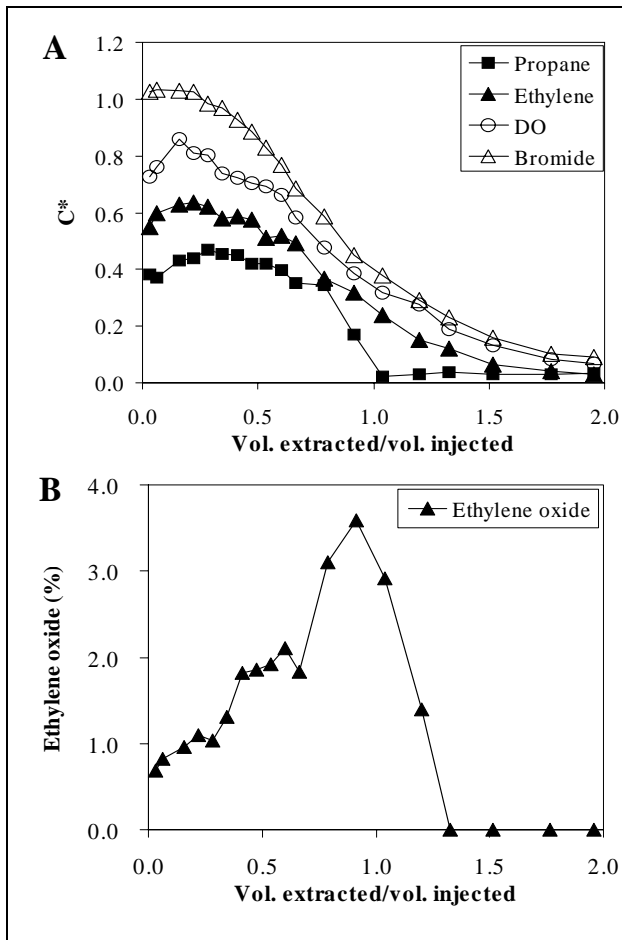 A
Propane
Ethylene
DO
Bromide
1.2
1.0
0.8
0.6
0.4
0.2
0.0
C*
0.0 0.5 1.0 1.5 2.0
Vol. extracted/vol. injected
B
Ethylene oxide
4.0
3.0
2.0
1.0
0.0
Ethylene oxide (%)
0.0 0.5 1.0 1.5 2.0
Vol. extracted/vol. injected